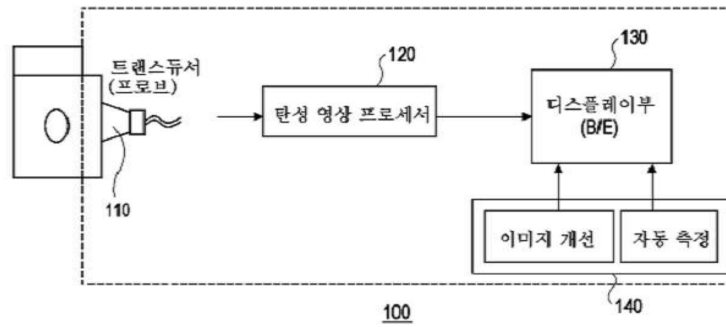 트랜스듀서
(프로브)
110
120
탄성 영상 프로세서
130
디스플레이부
(B/E)
이미지 개선
자동 측정
140
100